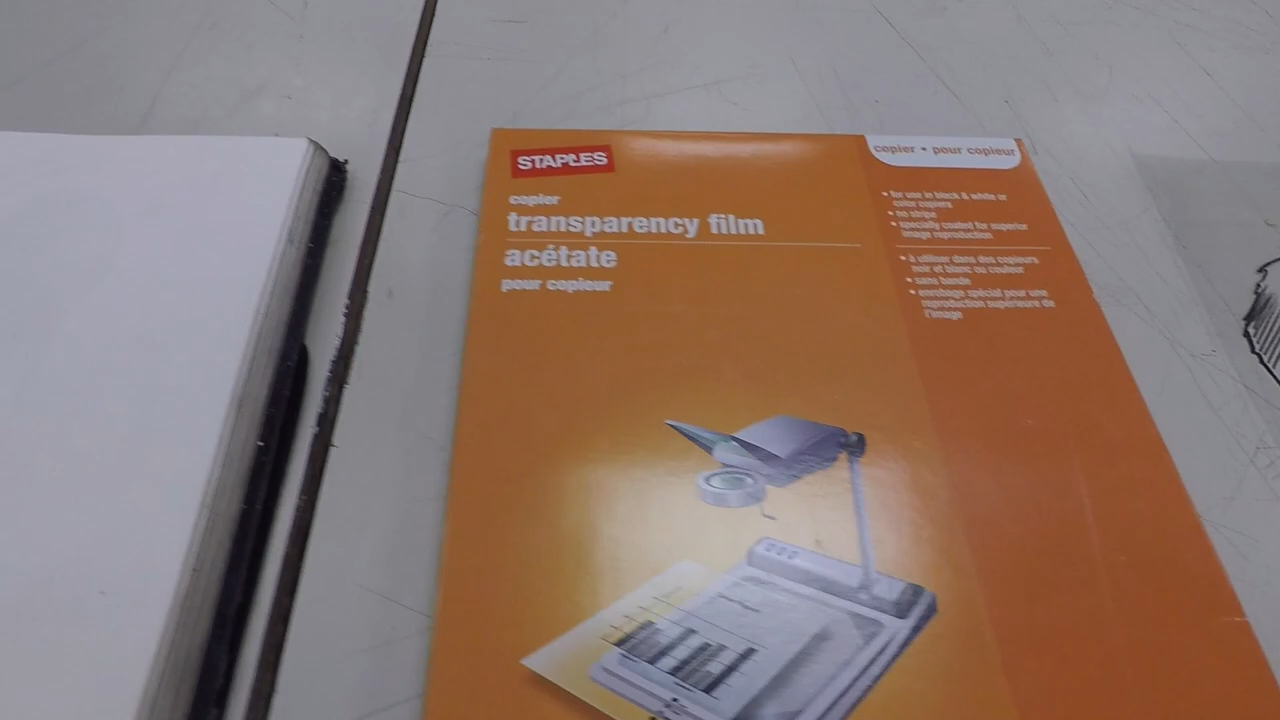 STAPLES
copier • pour copieur
copier
transparency film
acétate
pour copieur
• for use in black & white or
color copiers
• no stripe
• specially coated for superior
image reproduction
• à utiliser dans des copieurs
noir et blanc ou couleur
• sans bande
• enrobage spécial pour une
reproduction supérieure de
l'image